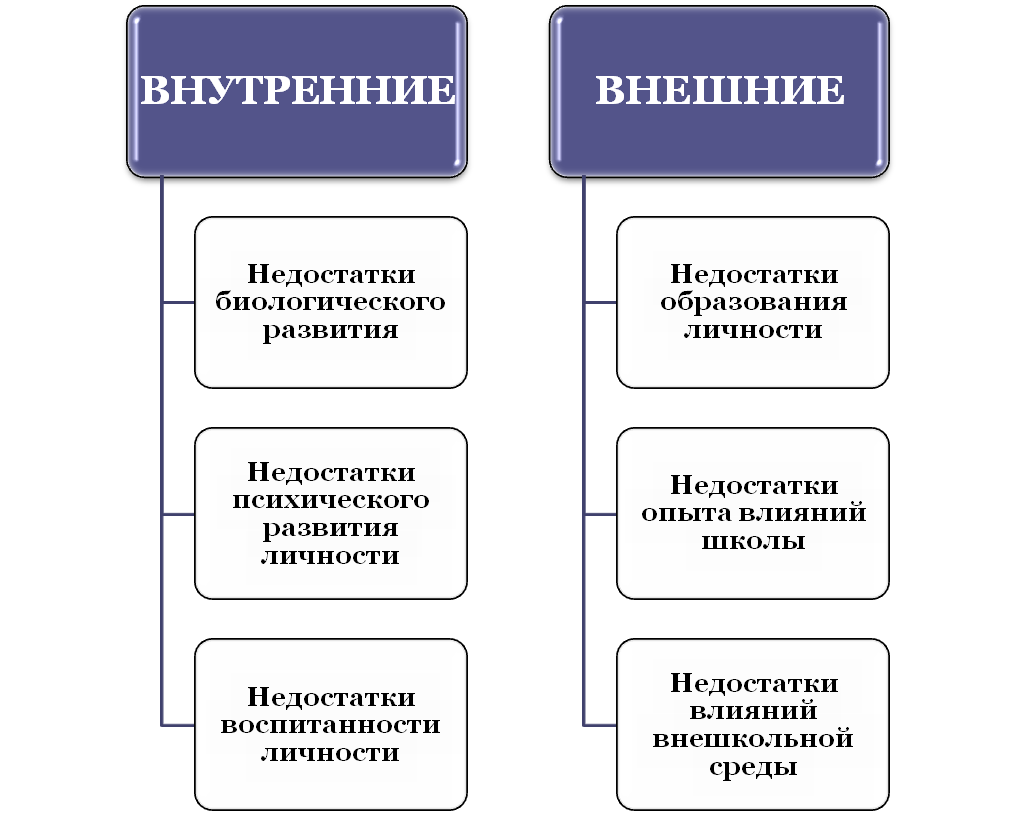 ВНУТРЕННИЕ
Недостатки
биологического
развития
Недостатки
психического
развития
личности
Недостатки
воспитанности
личности
ВНЕШНИЕ
Недостатки
образования
личности
Недостатки
опыта влияний
школы
Недостатки
влияний
внешкольной
среды